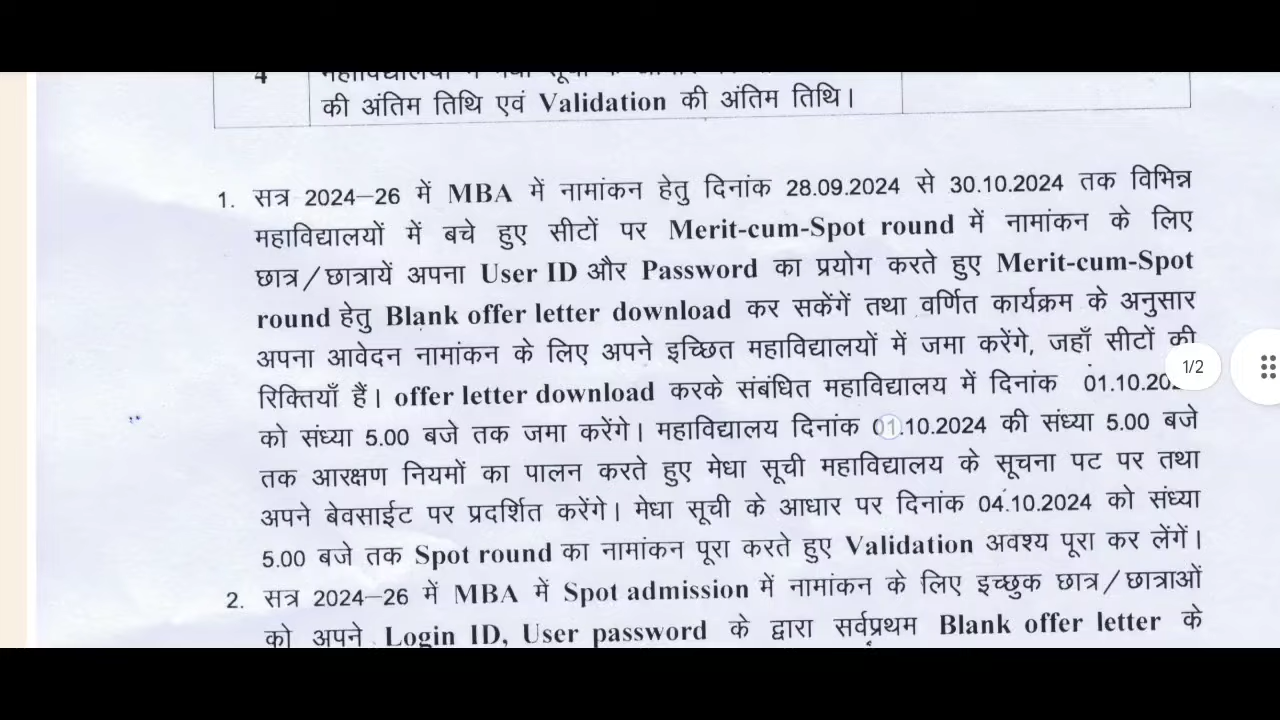 4
की अंतिम तिथि एवं Validation की अंतिम तिथि।
1. सत्र 2024–26 में MBA में नामांकन हेतु दिनांक 28.09.2024 से 30.10.2024 तक विभिन्न
महाविद्यालयों में बचे हुए सीटों पर Merit-cum-Spot round में नामांकन के लिए
छात्र/छात्रायें अपना User ID और Password का प्रयोग करते हुए Merit-cum-Spot
round हेतु Blank offer letter download कर सकेंगें तथा वर्णित कार्यक्रम के अनुसार
अपना आवेदन नामांकन के लिए अपने इच्छित महाविद्यालयों में जमा करेंगे, जहाँ सीटों की
रिक्तियाँ हैं। offer letter download करके संबंधित महाविद्यालय में दिनांक
1/2
को संध्या 5.00 बजे तक जमा करेंगे। महाविद्यालय दिनांक 01.10.2024 की संध्या 5.00 बजे
तक आरक्षण नियमों का पालन करते हुए मेधा सूची महाविद्यालय के सूचना पट पर तथा
अपने बेवसाईट पर प्रदर्शित करेंगे। मेधा सूची के आधार पर दिनांक 04.10.2024 को संध्या
5.00 बजे तक Spot round का नामांकन पूरा करते हुए Validation अवश्य पूरा कर लेंगें।
2. सत्र 2024–26 में MBA में Spot admission में नामांकन के लिए इच्छुक छात्र/छात्राओं
को अपने Login ID, User password के द्वारा सर्वप्रथम Blank offer letter के